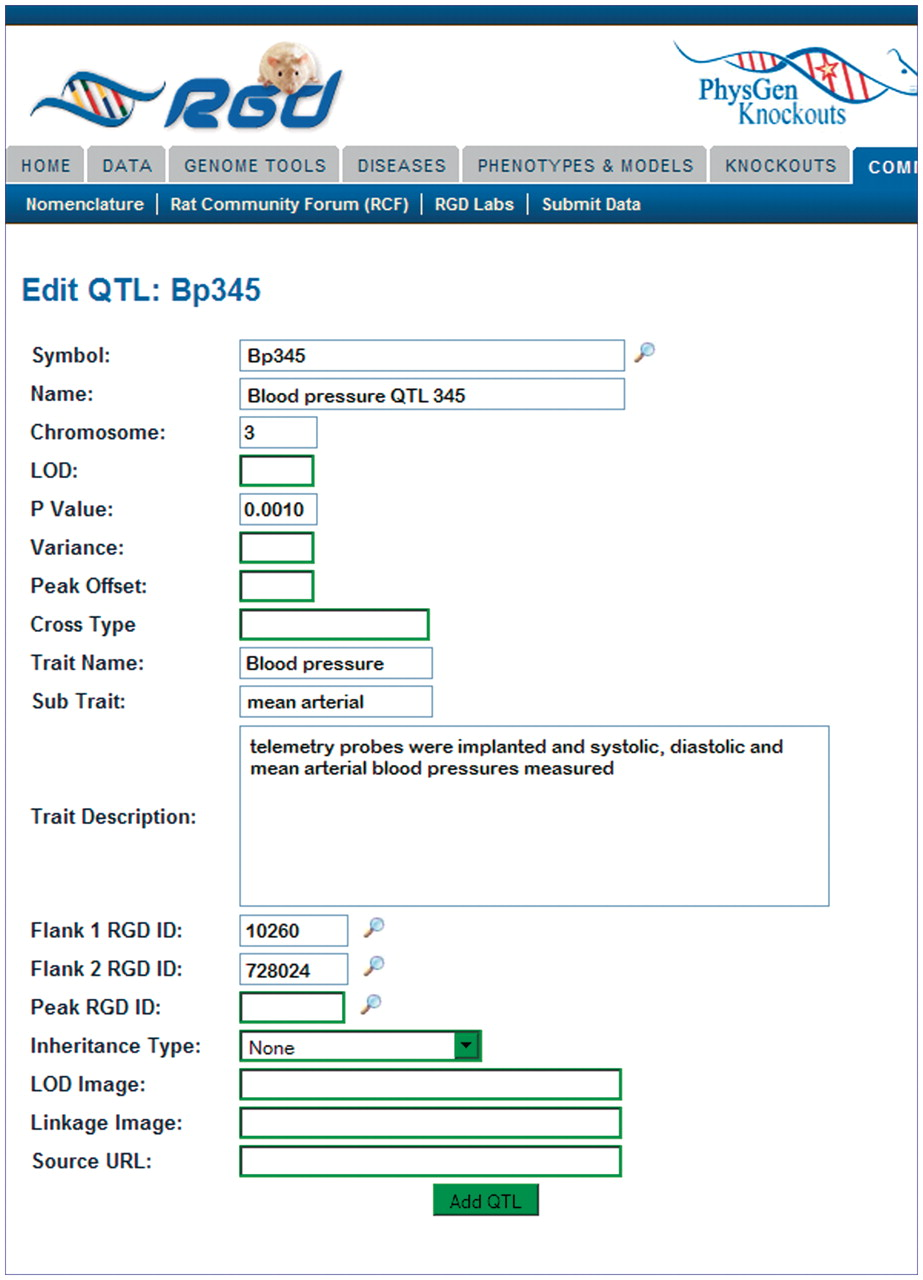 RGD
PhysGen
Knockouts
HOME DATA GENOME TOOLS DISEASES PHENOTYPES & MODELS KNOCKOUTS COM
Nomenclature | Rat Community Forum (RCF) | RGD Labs | Submit Data
Edit QTL: Bp345
Symbol: Bp345
Name: Blood pressure QTL 345
Chromosome: 3
LOD:
P Value: 0.0010
Variance:
Peak Offset:
Cross Type
Trait Name: Blood pressure
Sub Trait: mean arterial
telemetry probes were implanted and systolic, diastolic and
mean arterial blood pressures measured
Trait Description:
Flank 1 RGD ID: 10260
Flank 2 RGD ID: 728024
Peak RGD ID:
Inheritance Type: None
LOD Image:
Linkage Image:
Source URL:
Add QTL